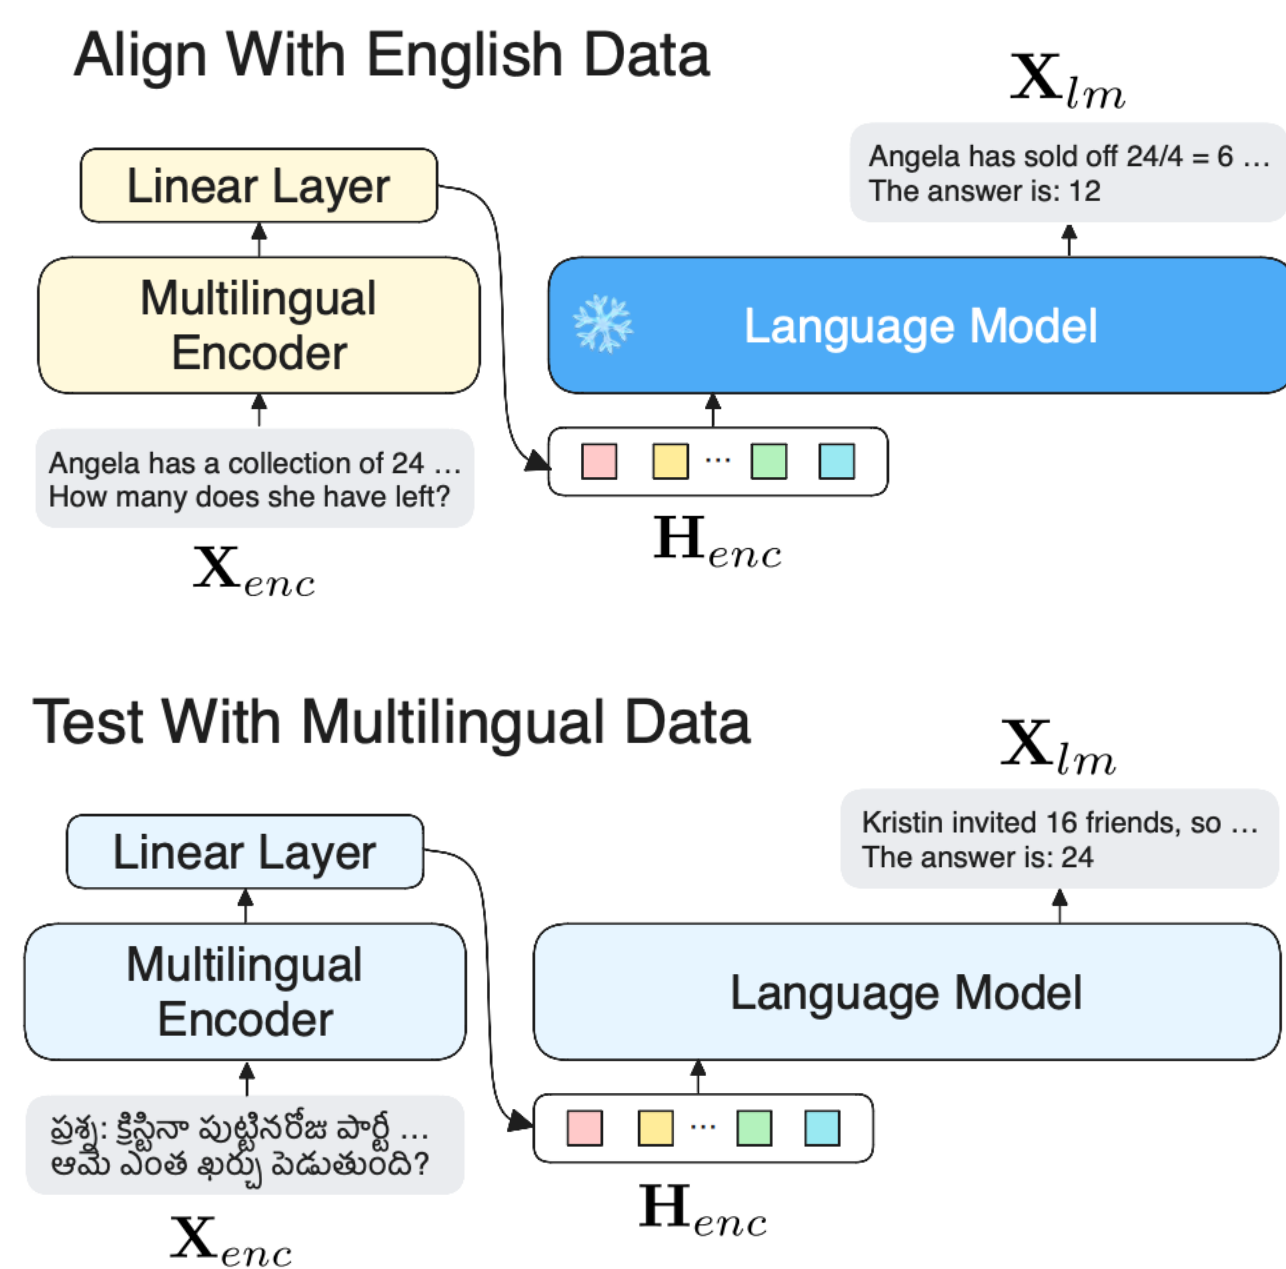 Align With English Data
X_lm
Angela has sold off 24/4 = 6 ...
The answer is: 12
Linear Layer
Multilingual
Encoder
Language Model
Angela has a collection of 24 ...
How many does she have left?
...
H_enc
X_enc
Test With Multilingual Data
X_lm
Kristin invited 16 friends, so ...
The answer is: 24
Linear Layer
Multilingual
Encoder
Language Model
ప్రశ్న: క్రిస్టినా పుట్టినరోజు పార్టీ ...
ఆమె ఎంత ఖర్చు పెడుతుంది?
...
H_enc
X_enc